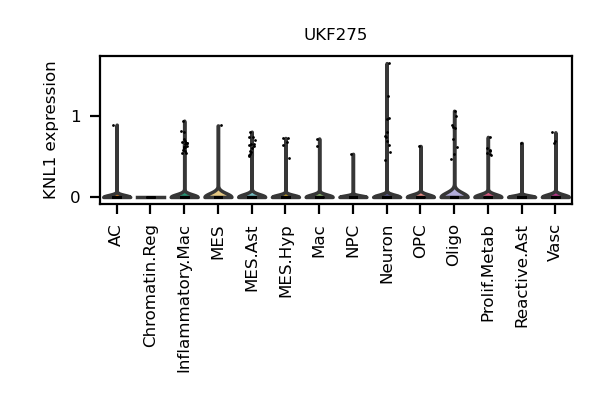 UKF275
KNL1 expression
1
0
AC
Chromatin.Reg
Inflammatory.Mac
MES
MES.Ast
MES.Hyp
Mac
NPC
Neuron
OPC
Oligo
Prolif.Metab
Reactive.Ast
Vasc